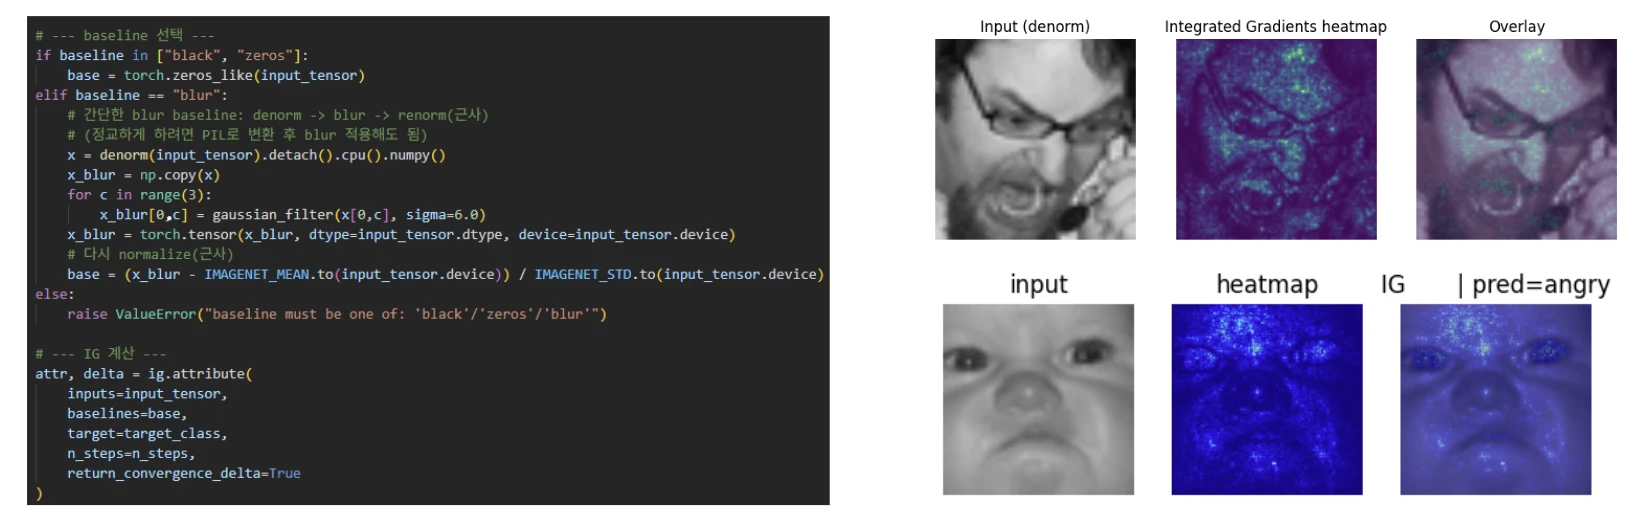 # --- baseline 선택 ---
if baseline in ["black", "zeros"]:
    base = torch.zeros_like(input_tensor)
elif baseline == "blur":
    # 간단한 blur baseline: denorm -> blur -> renorm(근사)
    # (정교하게 하려면 PIL로 변환 후 blur 적용해도 됨)
    x = denorm(input_tensor).detach().cpu().numpy()
    x_blur = np.copy(x)
    for c in range(3):
        x_blur[0,c] = gaussian_filter(x[0,c], sigma=6.0)
    x_blur = torch.tensor(x_blur, dtype=input_tensor.dtype, device=input_tensor.device)
    # 다시 normalize(근사)
    base = (x_blur - IMAGENET_MEAN.to(input_tensor.device)) / IMAGENET_STD.to(input_tensor.device)
else:
    raise ValueError("baseline must be one of: 'black'/'zeros'/'blur'")
# --- IG 계산 ---
attr, delta = ig.attribute(
    inputs=input_tensor,
    baselines=base,
    target=target_class,
    n_steps=n_steps,
    return_convergence_delta=True
)
Input (denorm)
Integrated Gradients heatmap
Overlay
input
heatmap
IG | pred=angry